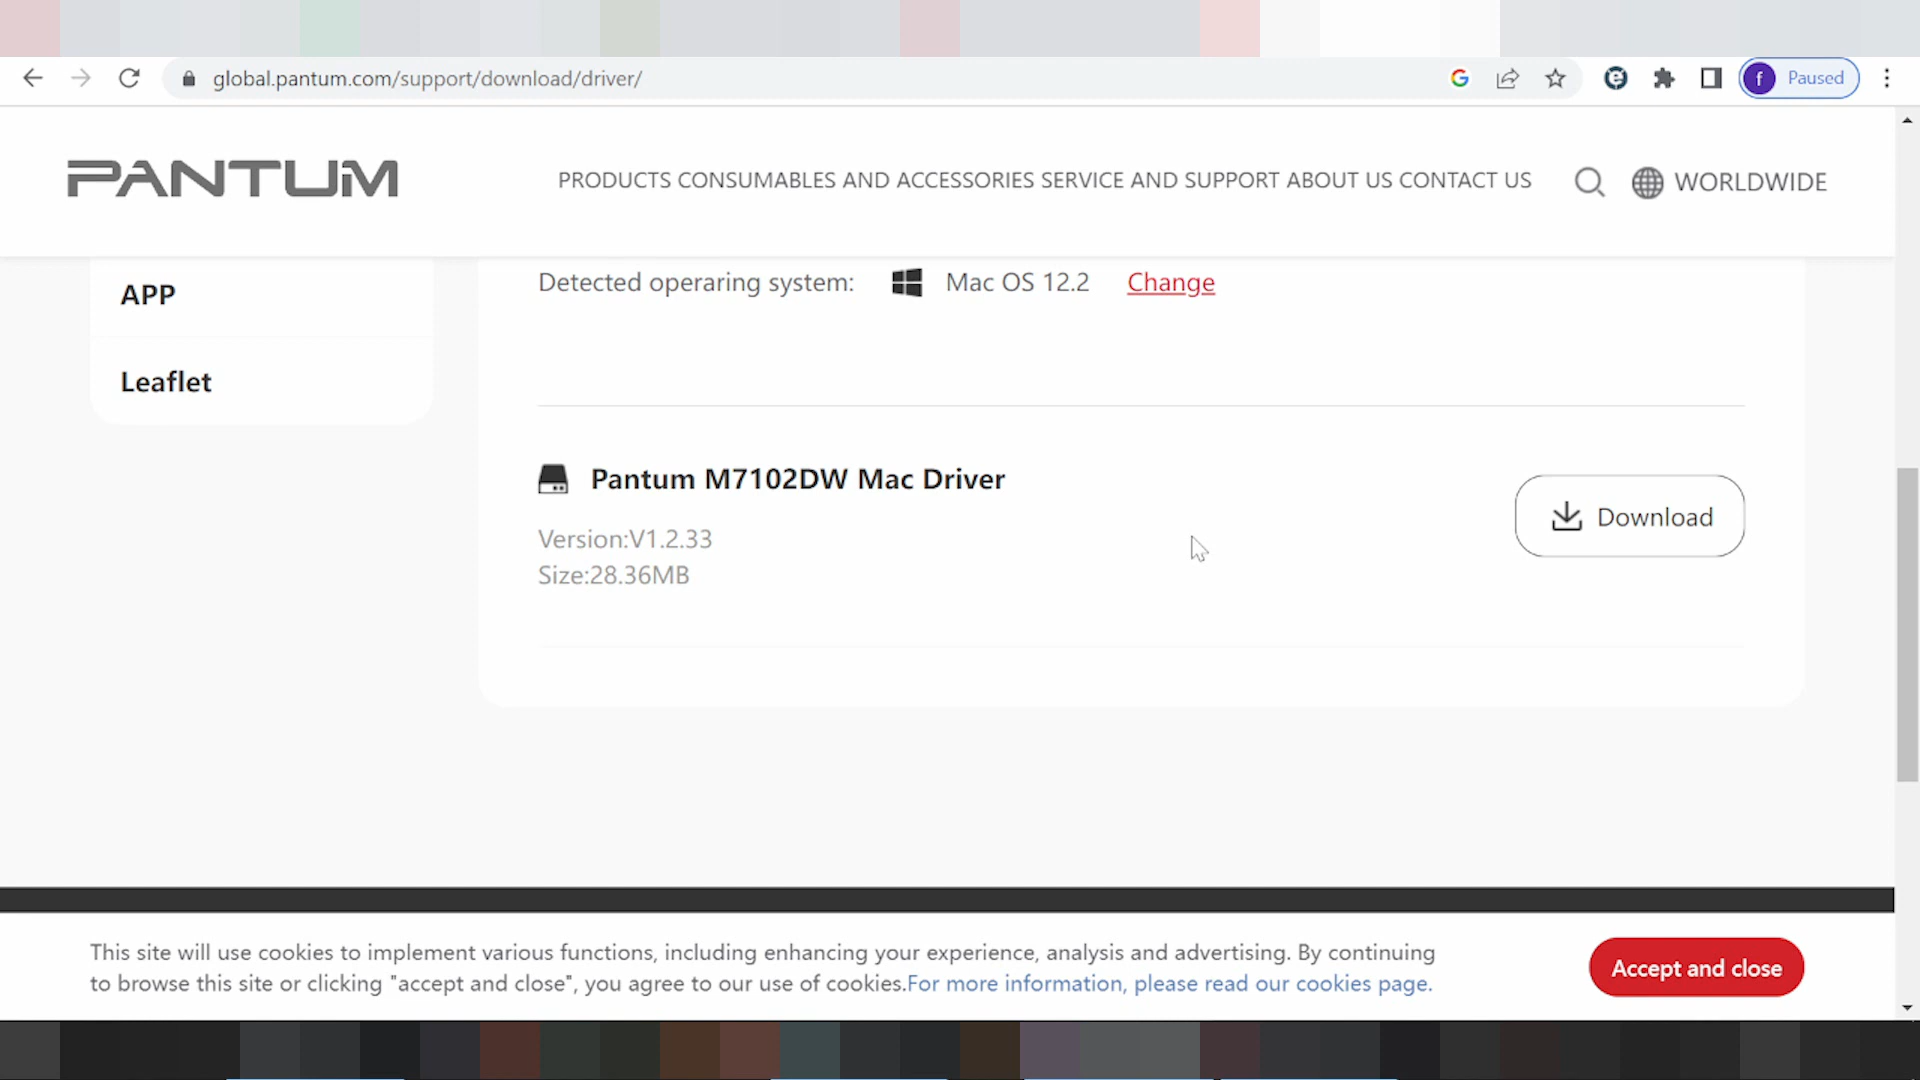 global.pantum.com/support/download/driver/
f Paused
PANTUM
PRODUCTS CONSUMABLES AND ACCESSORIES SERVICE AND SUPPORT ABOUT US CONTACT US
WORLDWIDE
APP
Leaflet
Detected operaring system: Mac OS 12.2 Change
Pantum M7102DW Mac Driver
Version:V1.2.33
Size:28.36MB
Download
This site will use cookies to implement various functions, including enhancing your experience, analysis and advertising. By continuing
to browse this site or clicking "accept and close", you agree to our use of cookies.For more information, please read our cookies page.
Accept and close